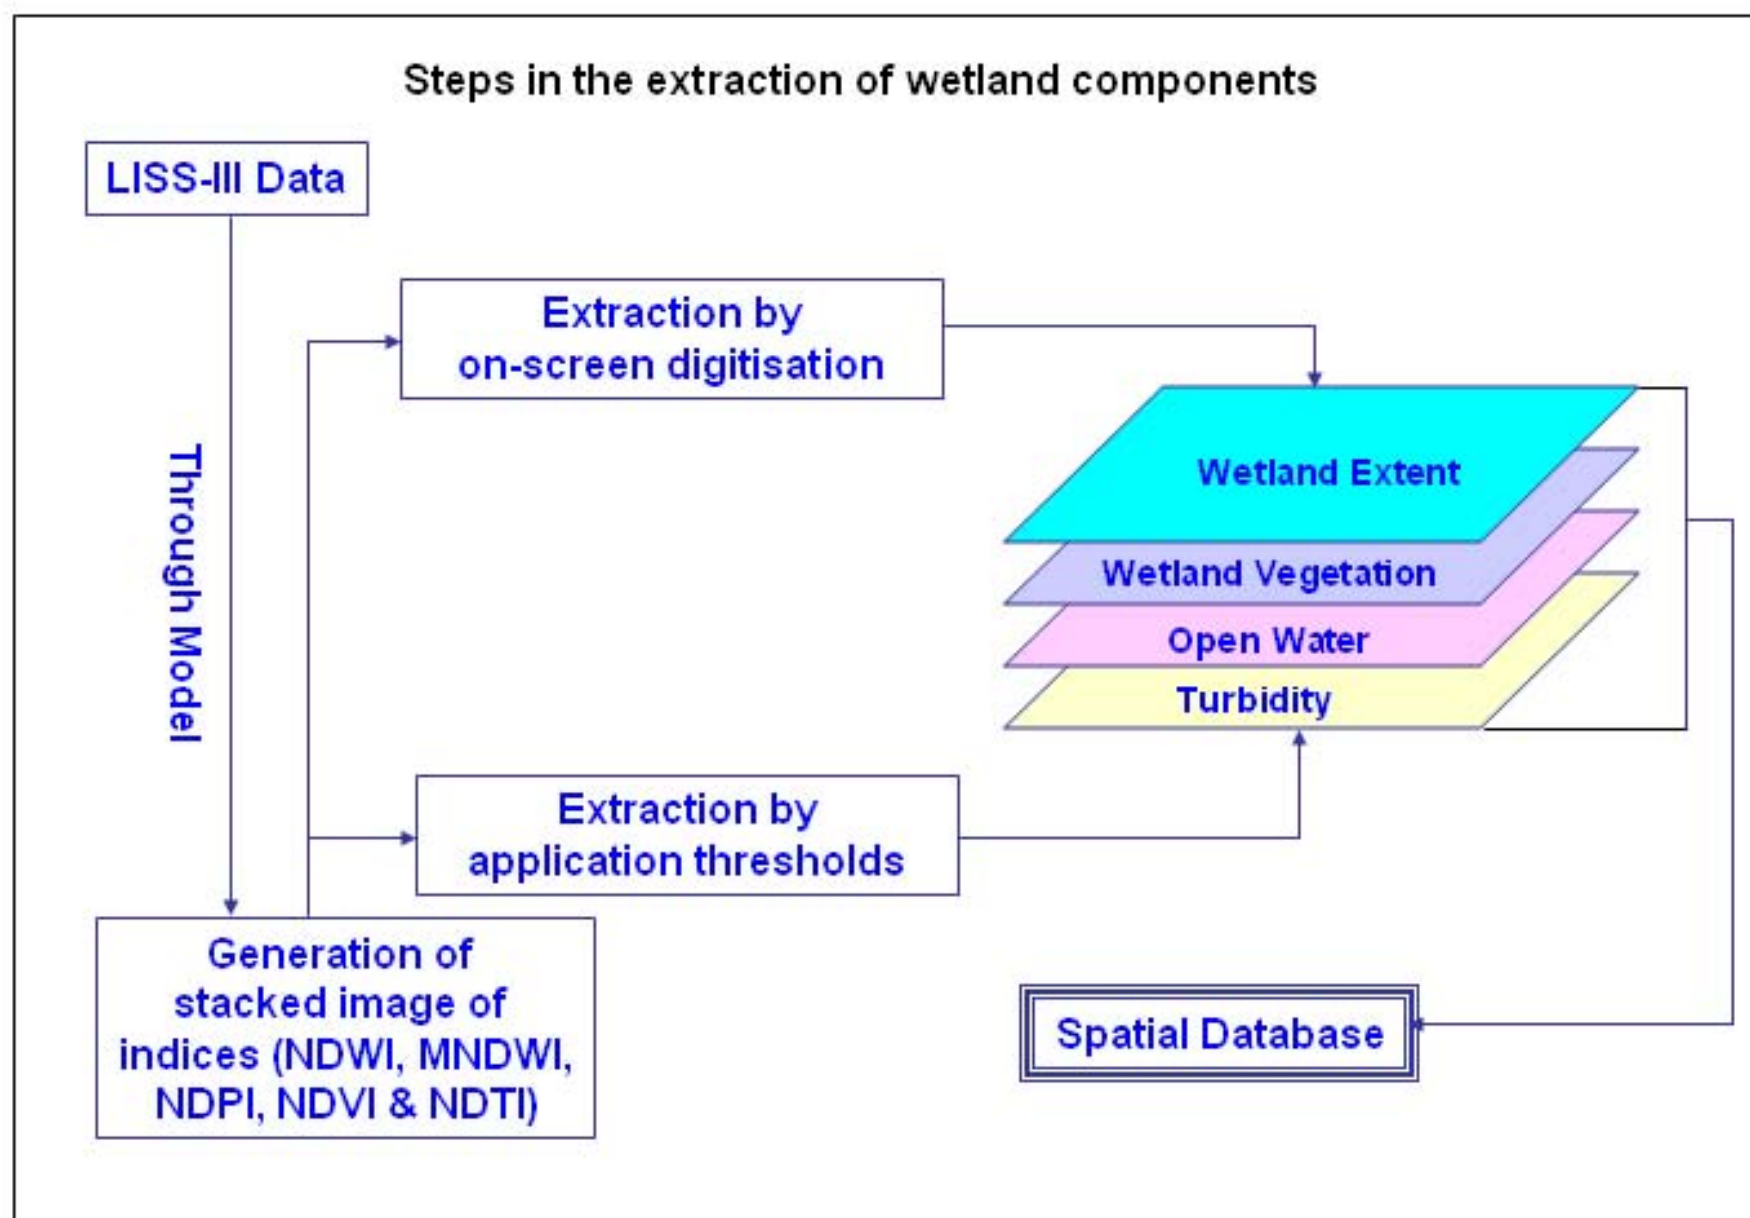 Steps in the extraction of wetland components
LISS-III Data
Through Model
Extraction by
on-screen digitisation
Wetland Extent
Wetland Vegetation
Open Water
Turbidity
Extraction by
application thresholds
Generation of
stacked image of
indices (NDWI, MNDWI,
NDPI, NDVI & NDTI)
Spatial Database